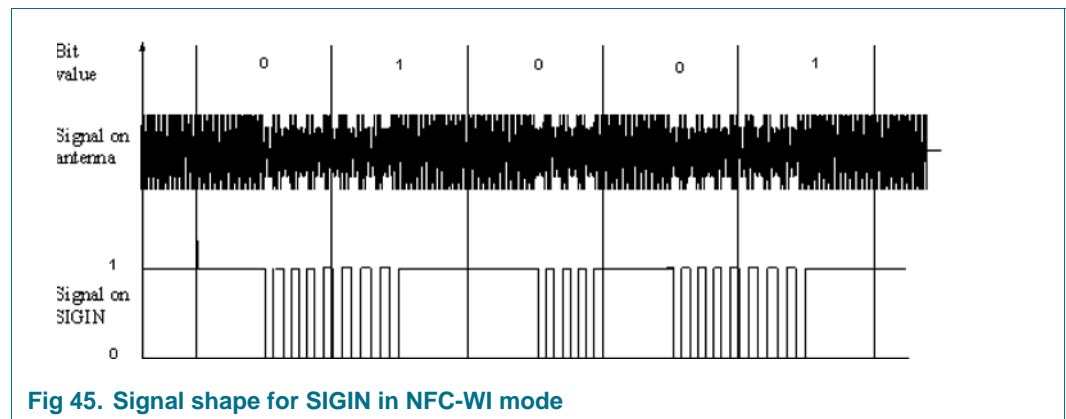 Bit
value
0 1 0 0 1
Signal on
antenna
1
Signal on
SIGIN
0
Fig 45. Signal shape for SIGIN in NFC-WI mode